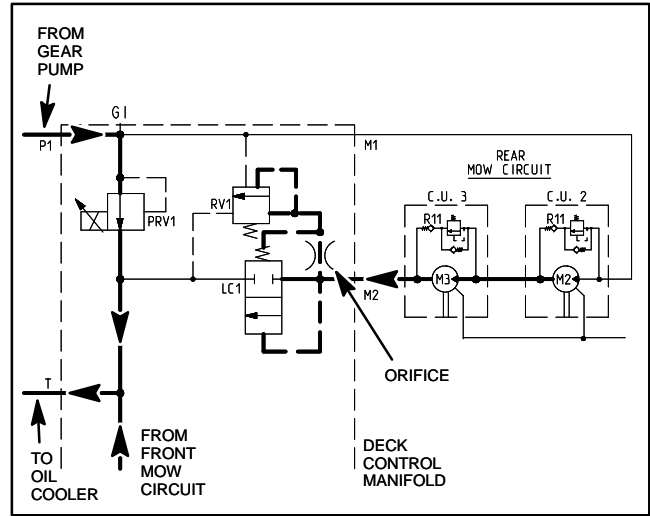 FROM
GEAR
PUMP
G1
P1
M1
REAR
MOW CIRCUIT
C.U. 3
C.U. 2
R11
R11
L
L
PRV1
RV1
LC1
M3
M2
M2
ORIFICE
T
TO
OIL
COOLER
FROM
FRONT
MOW
CIRCUIT
DECK
CONTROL
MANIFOLD